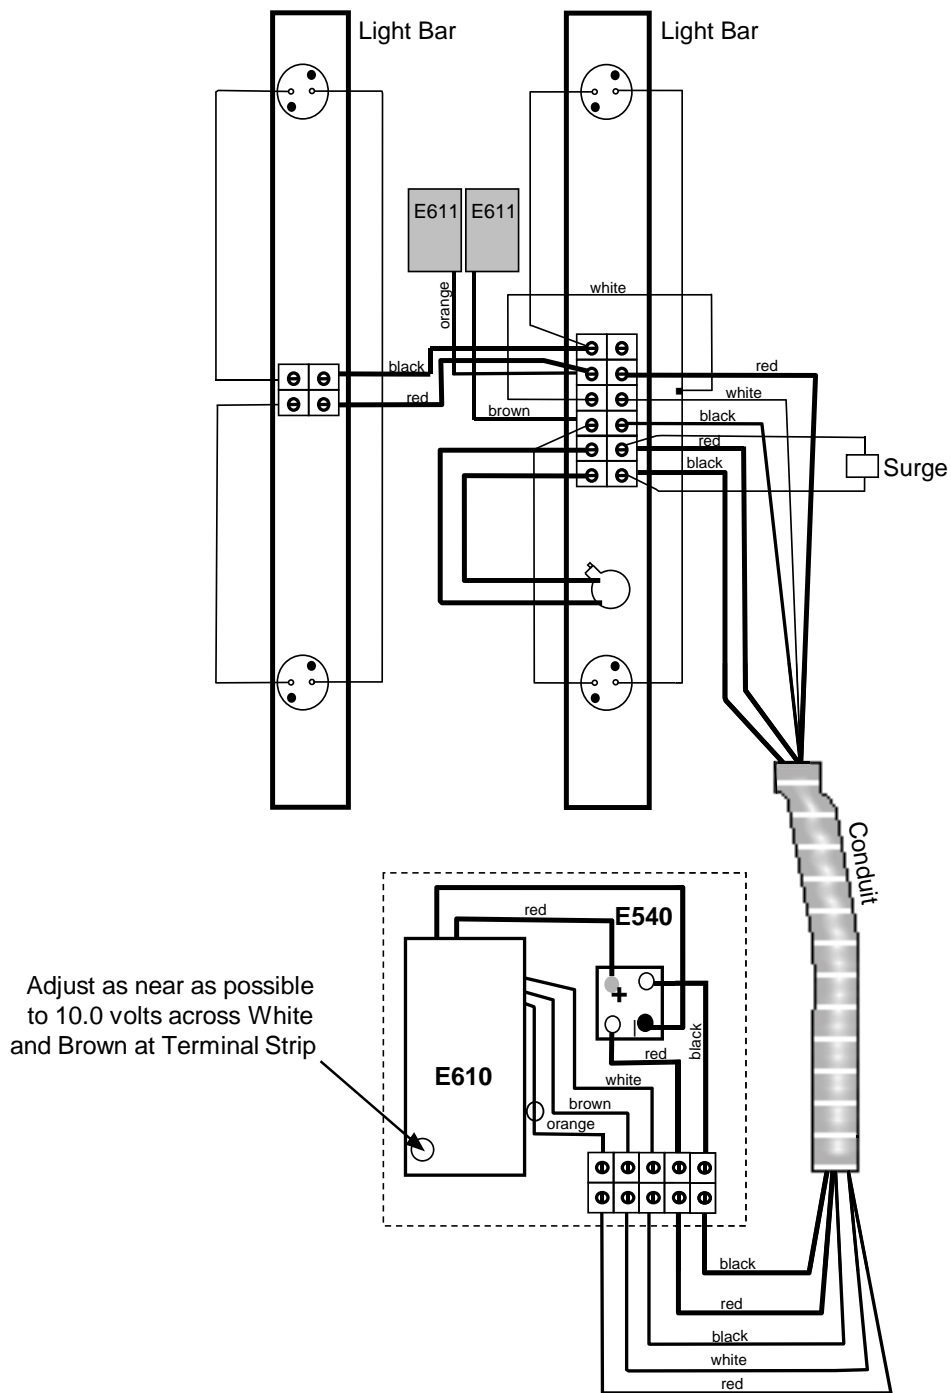 Light Bar
Light Bar
E611
E611
orange
white
black
red
red
white
brown
black
red
black
Surge
Conduit
red
E540
Adjust as near as possible
to 10.0 volts across White
and Brown at Terminal Strip
+
E610
red
black
white
brown
orange
black
red
black
white
red